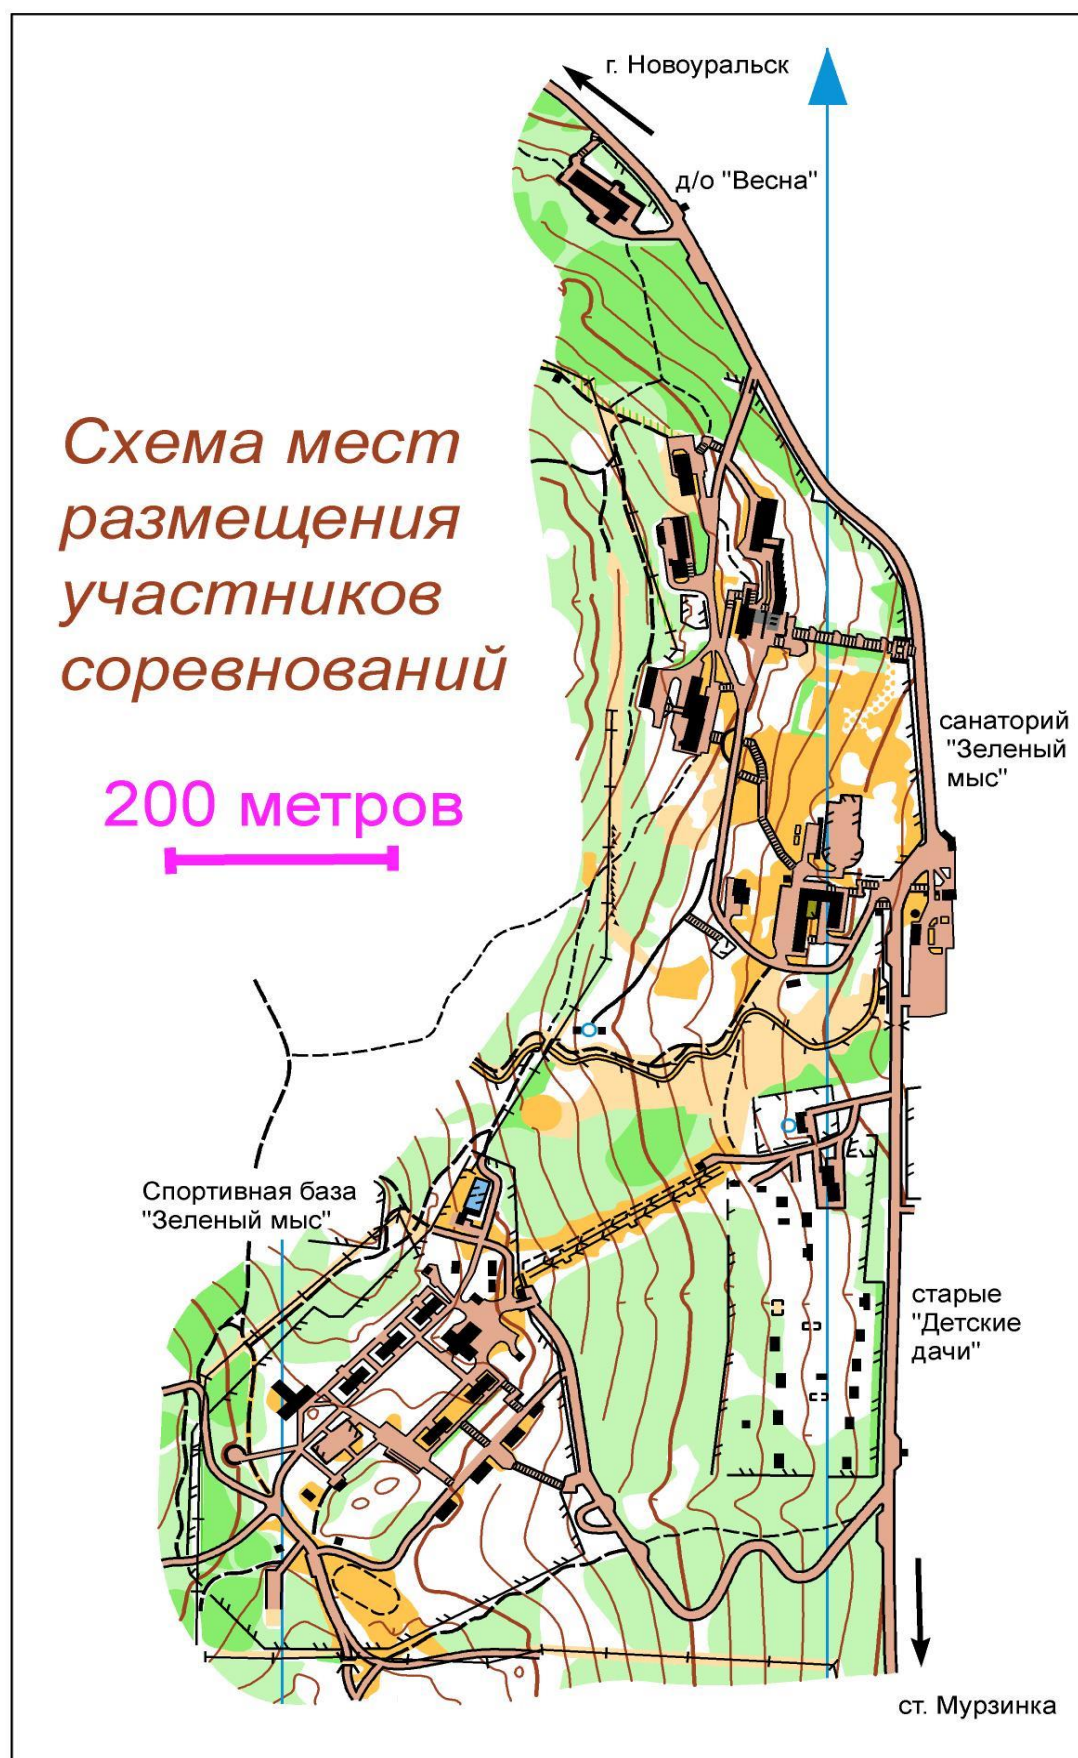 г. Новоуральск
д/о "Весна"
Схема мест
размещения
участников
соревнований
200 метров
санаторий
"Зеленый
мыс"
Спортивная база
"Зеленый мыс"
старые
"Детские
дачи"
ст. Мурзинка